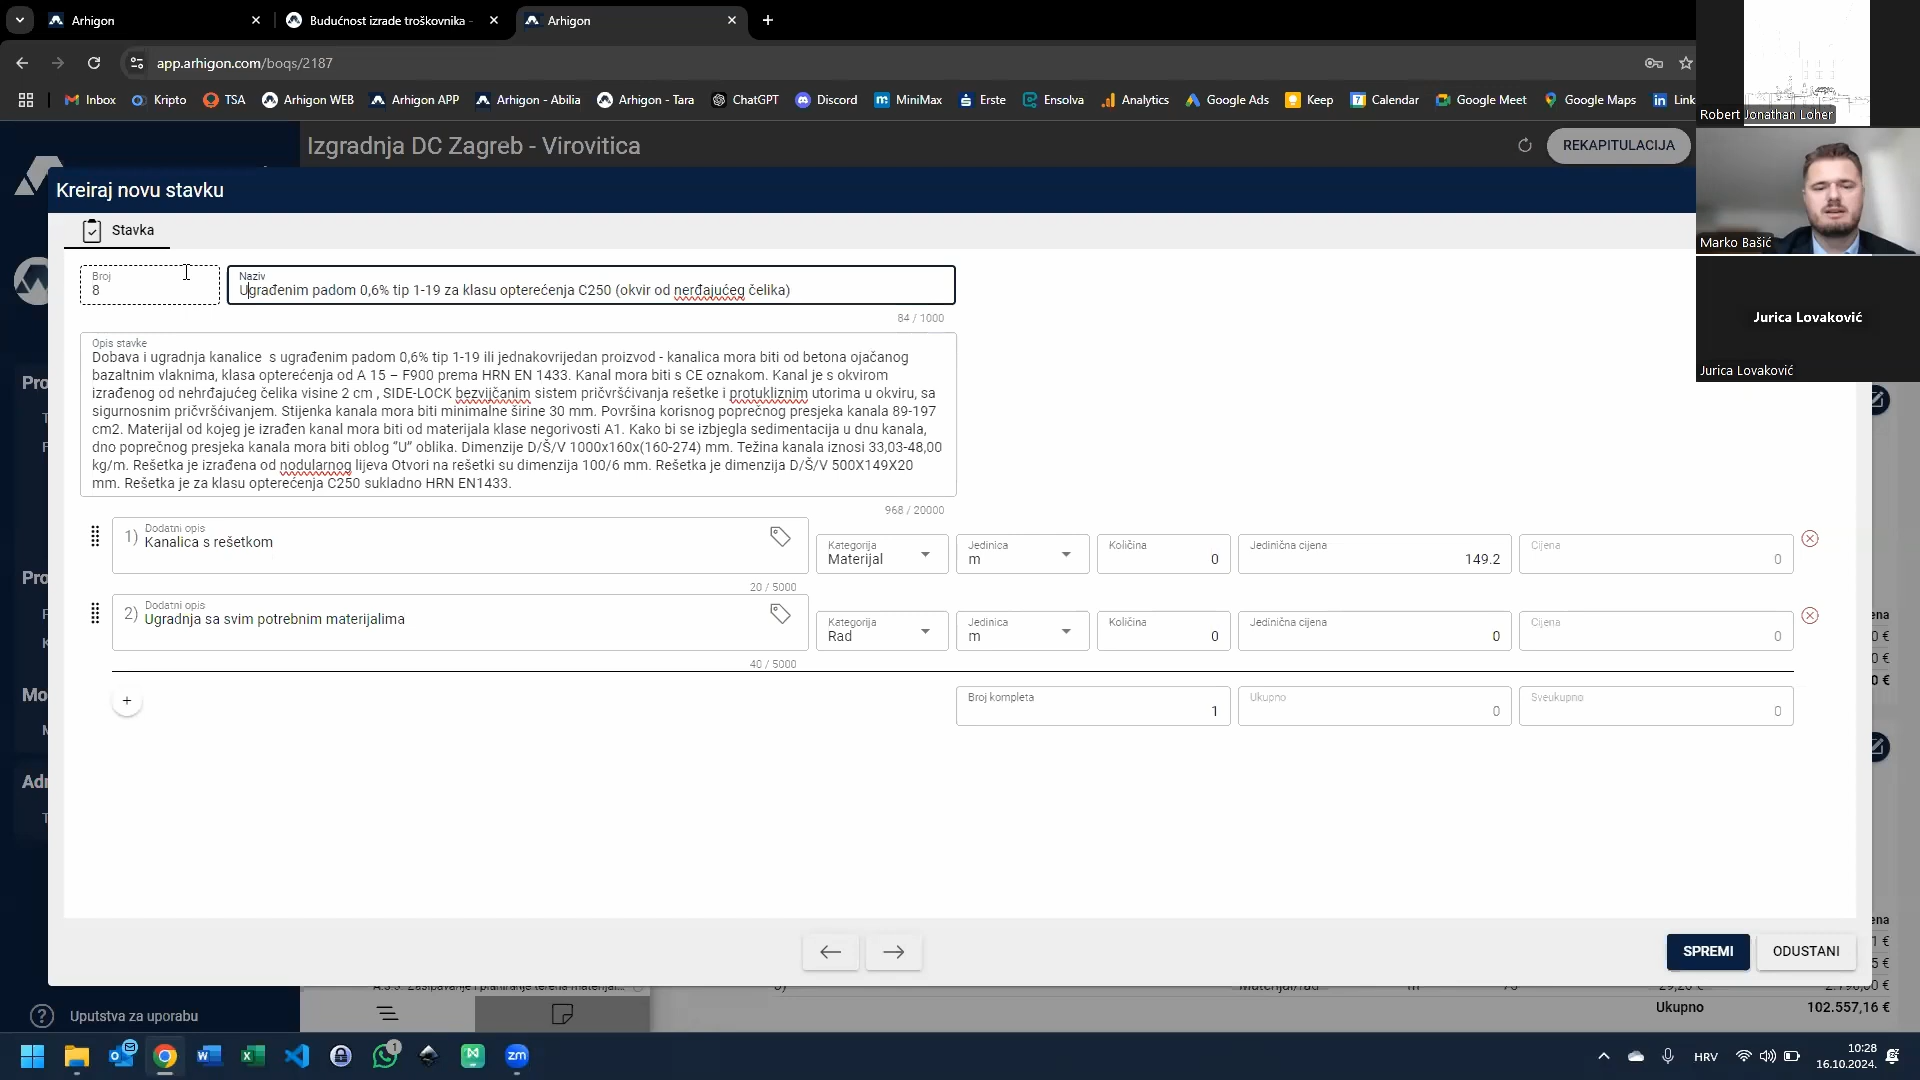 Arhigon
Budućnost izrade troškovnika -
Arhigon
app.arhigon.com/boqs/2187
Inbox
Kripto
TSA
Arhigon WEB
Arhigon APP
Arhigon - Abilia
Arhigon - Tara
ChatGPT
Discord
MiniMax
Erste
Ensolva
Analytics
Google Ads
Keep
Calendar
Google Meet
Google Maps
Link
Robert Jonathan Loher
Izgradnja DC Zagreb - Virovitica
REKAPITULACIJA
Kreiraj novu stavku
Stavka
Marko Bašić
Broj
8
Naziv
Ugrađenim padom 0,6% tip 1-19 za klasu opterećenja C250 (okvir od nerđajućeg čelika)
84 / 1000
Jurica Lovaković
Jurica Lovaković
Opis stavke
Dobava i ugradnja kanalice  s ugrađenim padom 0,6% tip 1-19 ili jednakovrijedan proizvod - kanalica mora biti od betona ojačanog
bazaltnim vlaknima, klasa opterećenja od A 15 – F900 prema HRN EN 1433. Kanal mora biti s CE oznakom. Kanal je s okvirom
izrađenog od nehrđajućeg čelika visine 2 cm , SIDE-LOCK bezvijčanim sistem pričvršćivanja rešetke i protukliznim utorima u okviru, sa
sigurnosnim pričvršćivanjem. Stijenka kanala mora biti minimalne širine 30 mm. Površina korisnog poprečnog presjeka kanala 89-197
cm2. Materijal od kojeg je izrađen kanal mora biti od materijala klase negorivosti A1. Kako bi se izbjegla sedimentacija u dnu kanala,
dno poprečnog presjeka kanala mora biti oblog “U” oblika. Dimenzije D/Š/V 1000x160x(160-274) mm. Težina kanala iznosi 33,03-48,00
kg/m. Rešetka je izrađena od nodularnog lijeva Otvori na rešetki su dimenzija 100/6 mm. Rešetka je dimenzija D/Š/V 500X149X20
mm. Rešetka je za klasu opterećenja C250 sukladno HRN EN1433.
968 / 20000
1)
Dodatni opis
Kanalica s rešetkom
20 / 5000
Kategorija
Materijal
Jedinica
m
Količina
0
Jedinična cijena
149.2
Cijena
0
2)
Dodatni opis
Ugradnja sa svim potrebnim materijalima
40 / 5000
Kategorija
Rad
Jedinica
m
Količina
0
Jedinična cijena
0
Cijena
0
+
Broj kompleta
1
Ukupno
0
Sveukupno
0
SPREMI
ODUSTANI
Pro
Pro
Mo
Adr
ena
0 €
0 €
0 €
ena
1 €
5 €
Ukupno
102.557,16 €
Uputstva za uporabu
1
zm
HRV
10:28
16.10.2024.